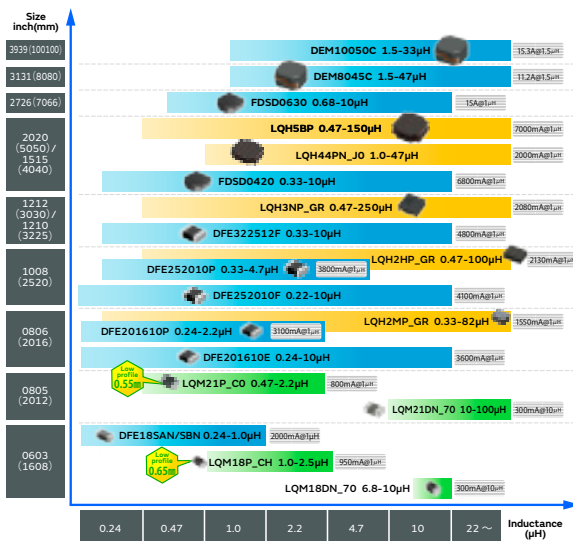 Size
inch(mm)
3939(100100)
DEM10050C 1.5-33μH
15.3A@1.5μH
3131(8080)
DEM8045C 1.5-47μH
11.2A@1.5μH
2726(7066)
FDSD0630 0.68-10μH
15A@1μH
2020
(5050)/
1515
(4040)
LQH5BP 0.47-150μH
7000mA@1μH
LQH44PN_J0 1.0-47μH
2000mA@1μH
FDSD0420 0.33-10μH
6800mA@1μH
1212
(3030)/
1210
(3225)
LQH3NP_GR 0.47-250μH
2080mA@1μH
DFE322512F 0.33-10μH
4800mA@1μH
1008
(2520)
LQH2HP_GR 0.47-100μH
2130mA@1μH
DFE252010P 0.33-4.7μH
3800mA@1μH
DFE252010F 0.22-10μH
4100mA@1μH
0806
(2016)
LQH2MP_GR 0.33-82μH
1550mA@1μH
DFE201610P 0.24-2.2μH
3100mA@1μH
DFE201610E 0.24-10μH
3600mA@1μH
0805
(2012)
Low
profile
0.55mm
LQM21P_C0 0.47-2.2μH
800mA@1μH
LQM21DN_70 10-100μH
300mA@10μH
0603
(1608)
DFE18SAN/SBN 0.24-1.0μH
2000mA@1μH
Low
profile
0.65mm
LQM18P_CH 1.0-2.5μH
950mA@1μH
LQM18DN_70 6.8-10μH
300mA@10μH
0.24 0.47 1.0 2.2 4.7 10 22 ～
Inductance
(μH)